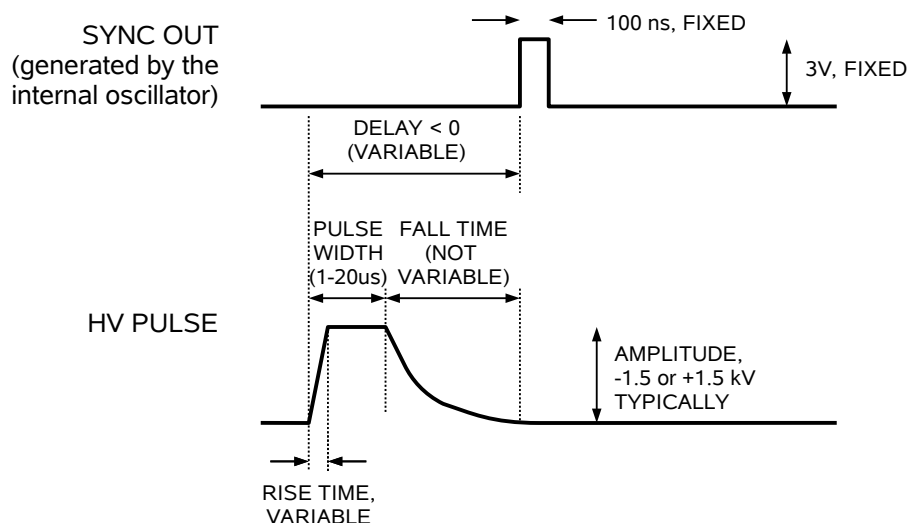 100 ns, FIXED
SYNC OUT
(generated by the
internal oscillator)
3V, FIXED
DELAY < 0
(VARIABLE)
PULSE
WIDTH
(1-20us)
FALL TIME
(NOT
VARIABLE)
HV PULSE
AMPLITUDE,
-1.5 or +1.5 kV
TYPICALLY
RISE TIME,
VARIABLE